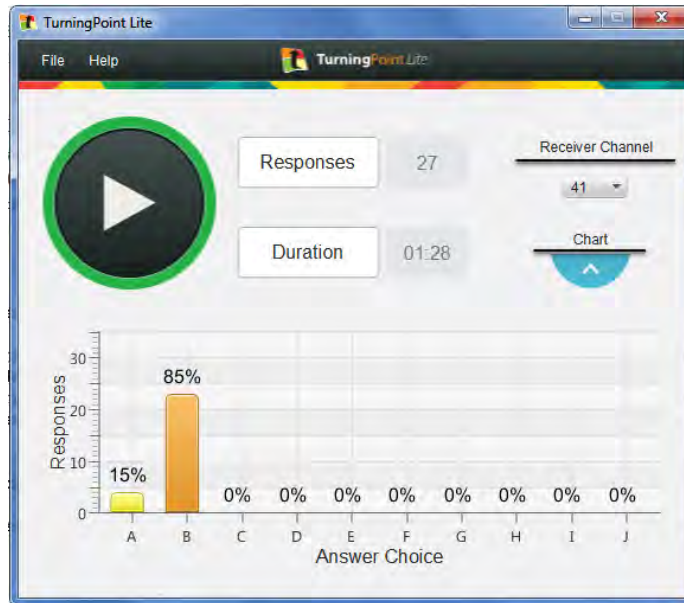 TurningPoint Lite
File Help TurningPoint Lite
Responses 27 Receiver Channel
41
Duration 01:28 Chart
Responses
30
20
10
0
15% 85% 0% 0% 0% 0% 0% 0% 0% 0%
A B C D E F G H I J
Answer Choice